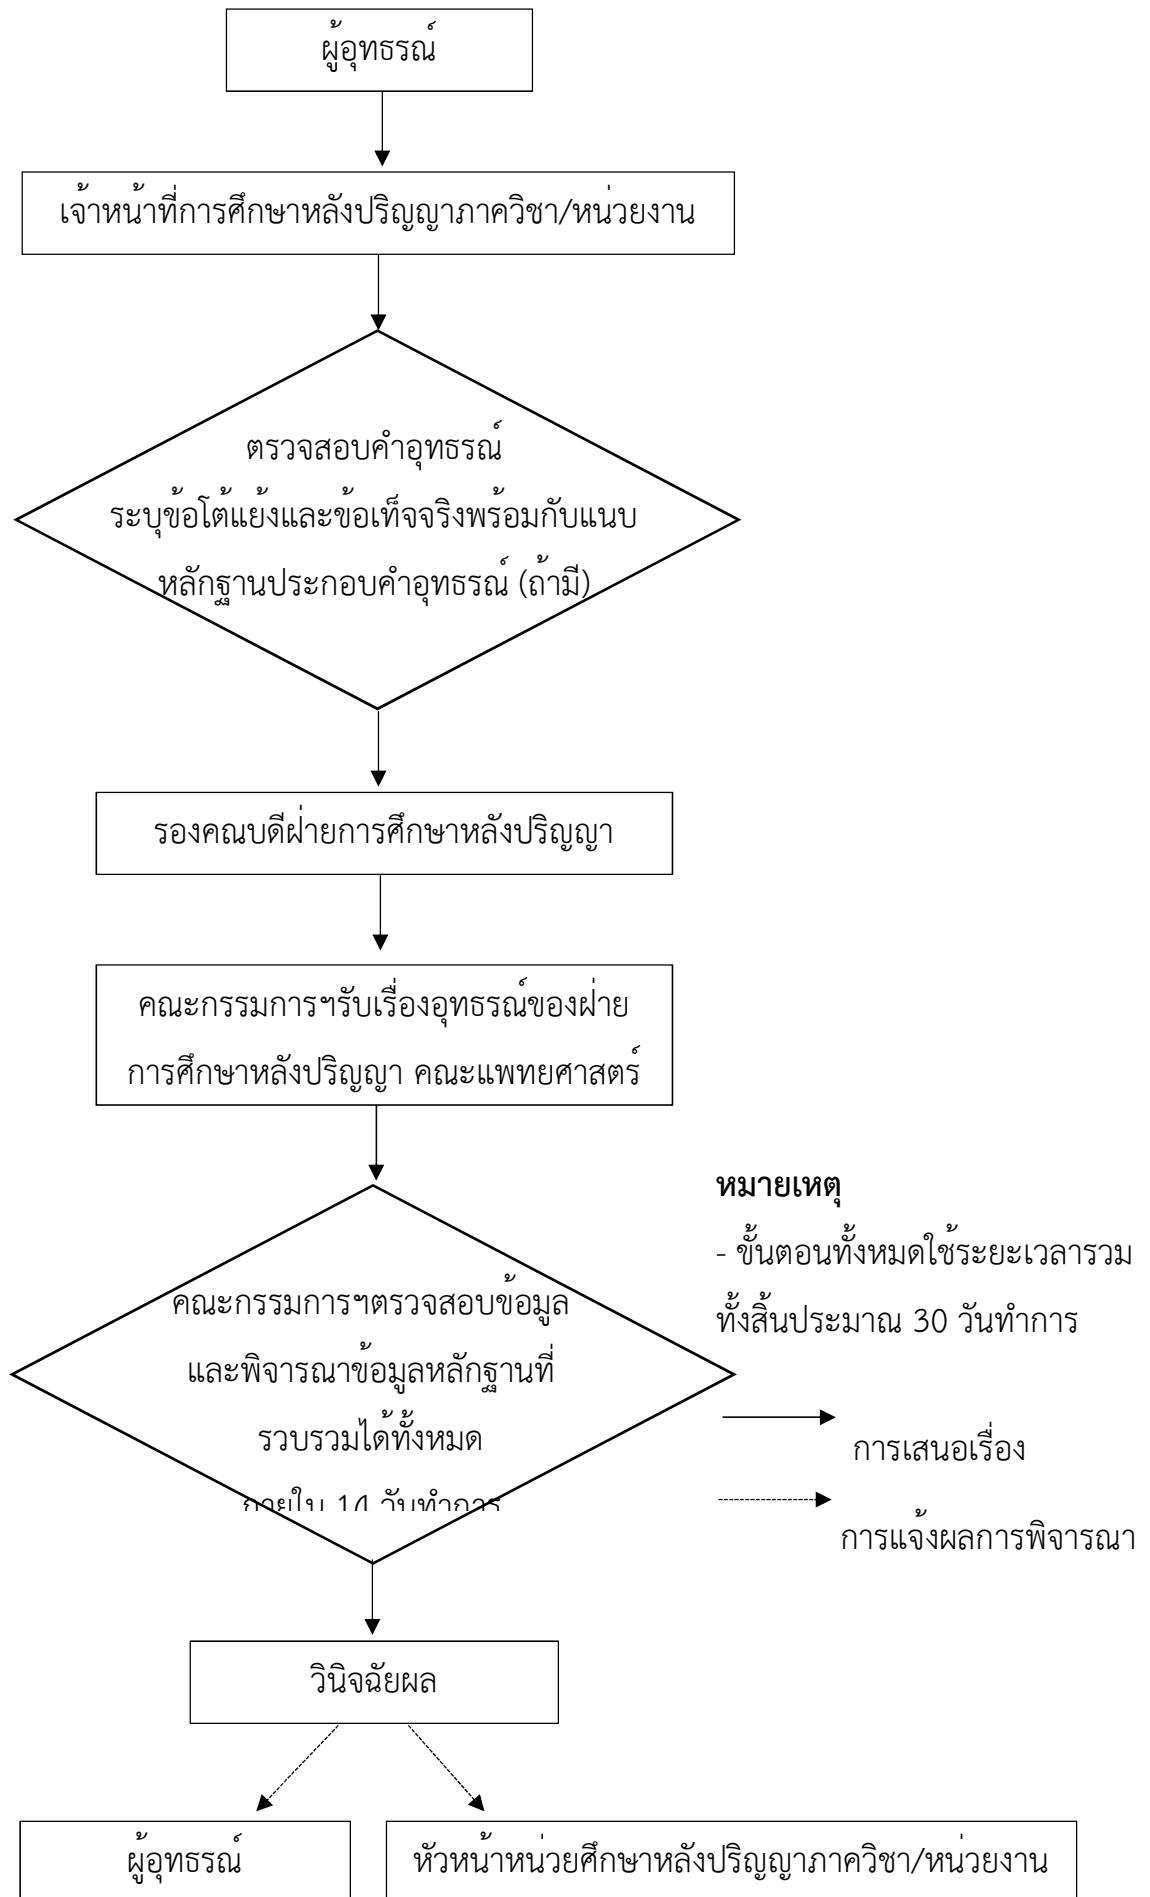 ผู้อุทธรณ์
เจ้าหน้าที่การศึกษาหลังปริญญาภาควิชา/หน่วยงาน
ตรวจสอบคำอุทธรณ์
ระบุข้อโต้แย้งและข้อเท็จจริงพร้อมกับแนบ
หลักฐานประกอบคำอุทธรณ์ (ถ้ามี)
รองคณบดีฝ่ายการศึกษาหลังปริญญา
คณะกรรมการฯรับเรื่องอุทธรณ์ของฝ่าย
การศึกษาหลังปริญญา คณะแพทยศาสตร์
หมายเหตุ
- ขั้นตอนทั้งหมดใช้ระยะเวลารวม
ทั้งสิ้นประมาณ 30 วันทำการ
คณะกรรมการฯตรวจสอบข้อมูล
และพิจารณาข้อมูลหลักฐานที่
รวบรวมได้ทั้งหมด
ภายใน 14 วันทำการ
การเสนอเรื่อง
การแจ้งผลการพิจารณา
วินิจฉัยผล
ผู้อุทธรณ์
หัวหน้าหน่วยศึกษาหลังปริญญาภาควิชา/หน่วยงาน